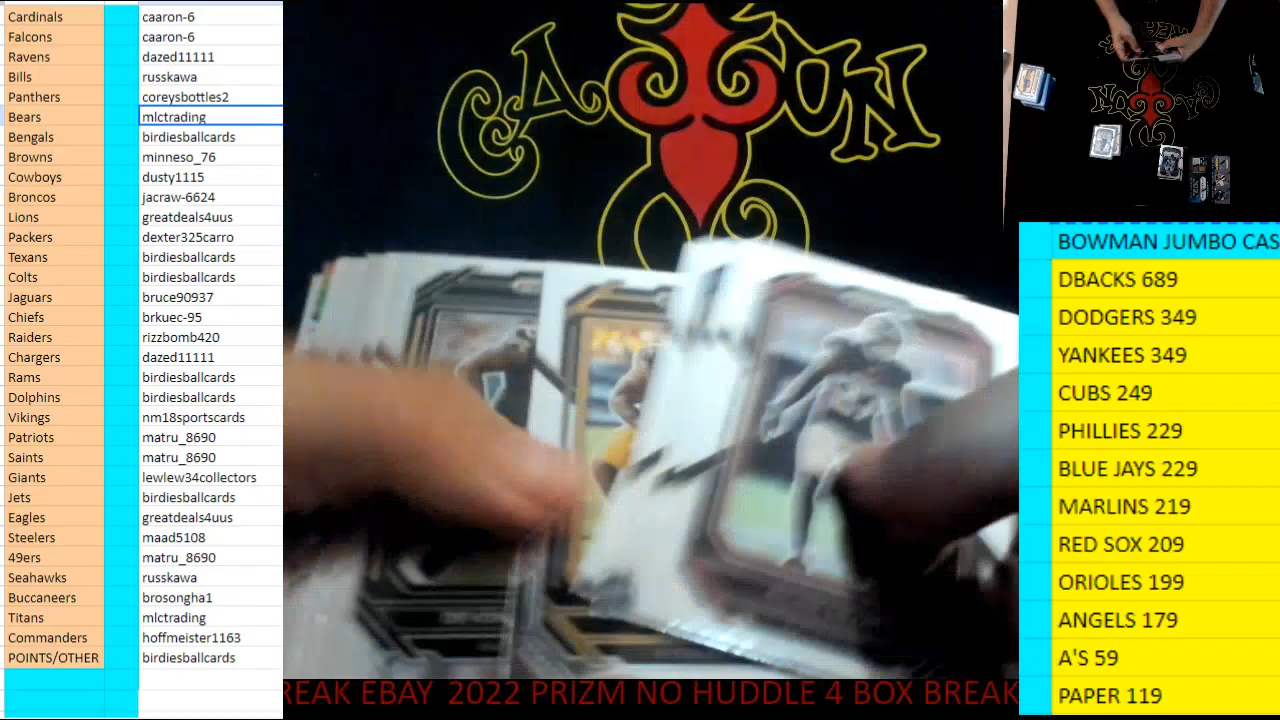 Cardinals caaron-6
Falcons caaron-6
Ravens dazed11111
Bills russkawa
Panthers coreysbottles2
Bears mlctrading
Bengals birdiesballcards
Browns minneso_76
Cowboys dusty1115
Broncos jacraw-6624
Lions greatdeals4uus
Packers dexter325carro
Texans birdiesballcards
Colts birdiesballcards
Jaguars bruce90937
Chiefs brkuec-95
Raiders rizzbomb420
Chargers dazed11111
Rams birdiesballcards
Dolphins birdiesballcards
Vikings nm18sportscards
Patriots matru_8690
Saints matru_8690
Giants lewlew34collectors
Jets birdiesballcards
Eagles greatdeals4uus
Steelers maad5108
49ers matru_8690
Seahawks russkawa
Buccaneers brosongha1
Titans mlctrading
Commanders hoffmeister1163
POINTS/OTHER birdiesballcards
REAK EBAY 2022 PRIZM NO HUDDLE 4 BOX BREAK
BOWMAN JUMBO CAS
DBACKS 689
DODGERS 349
YANKEES 349
CUBS 249
PHILLIES 229
BLUE JAYS 229
MARLINS 219
RED SOX 209
ORIOLES 199
ANGELS 179
A'S 59
PAPER 119